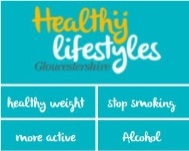 Healthy
lifestyles
Gloucestershire
healthy weight
stop smoking
more active
Alcohol